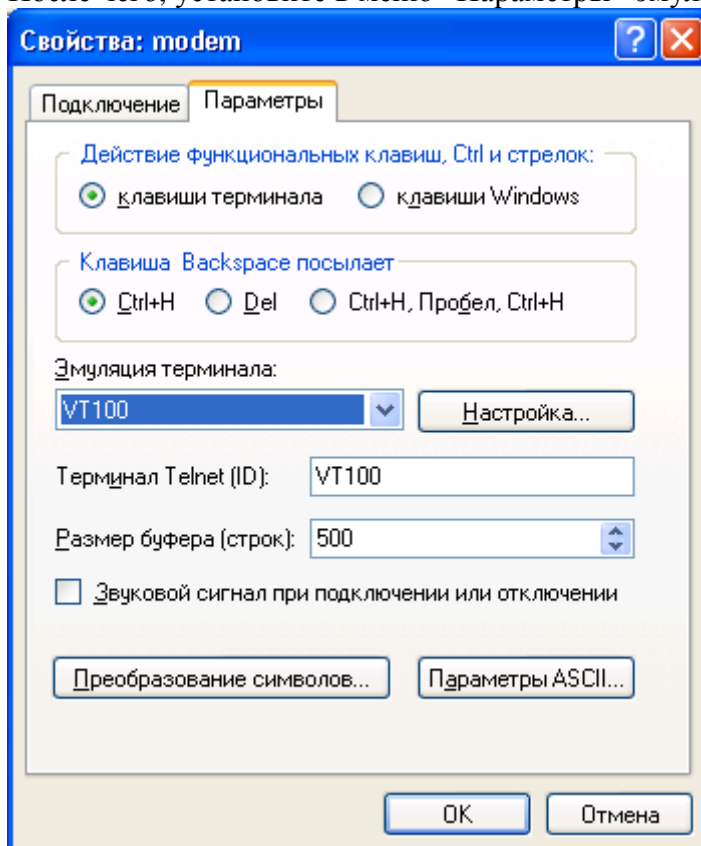 Свойства: modem
Подключение Параметры
Действие функциональных клавиш, Ctrl и стрелок:
клавиши терминала клавиши Windows
Клавиша Backspace посылает
Ctrl+H Del Ctrl+H, Пробел, Ctrl+H
Эмуляция терминала:
VT100 Настройка...
Терминал Telnet (ID): VT100
Размер буфера (строк): 500
Звуковой сигнал при подключении или отключении
Преобразование символов... Параметры ASCII...
OK Отмена